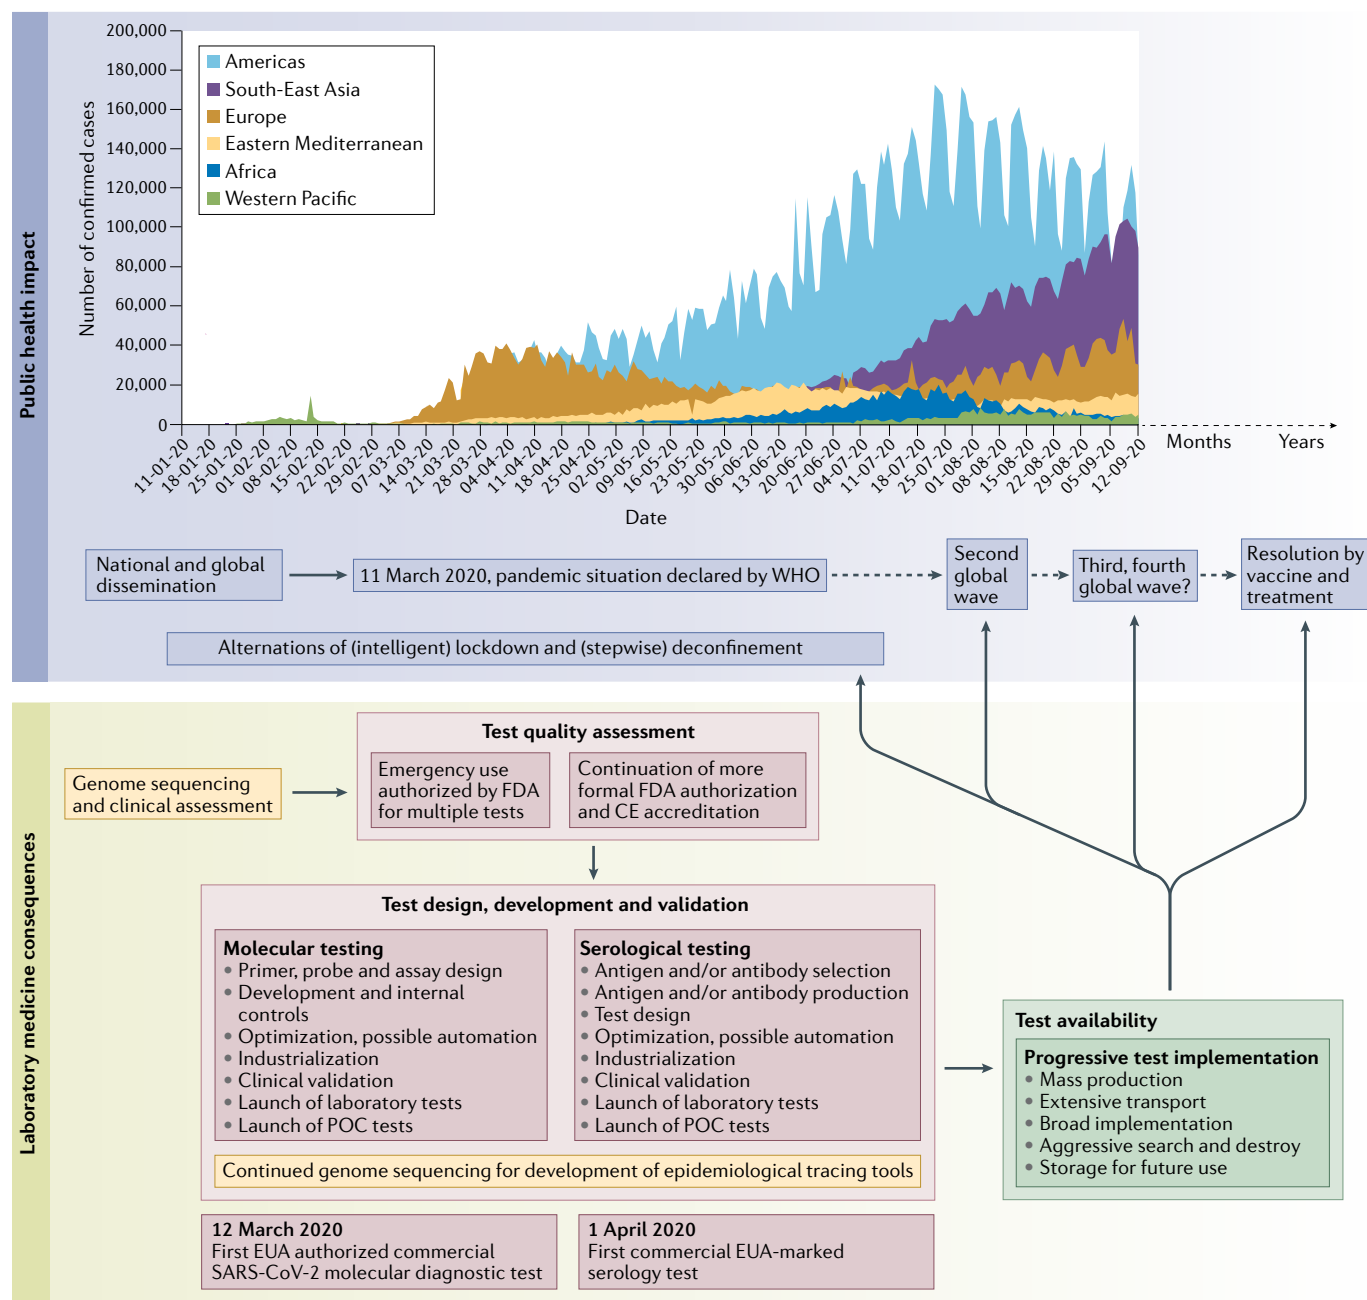 Public health impact
Number of confirmed cases
200,000
180,000
160,000
140,000
120,000
100,000
80,000
60,000
40,000
20,000
0
Americas
South-East Asia
Europe
Eastern Mediterranean
Africa
Western Pacific
11-01-20
18-01-20
25-01-20
01-02-20
08-02-20
15-02-20
22-02-20
29-02-20
07-03-20
14-03-20
21-03-20
28-03-20
04-04-20
11-04-20
18-04-20
25-04-20
02-05-20
09-05-20
16-05-20
23-05-20
30-05-20
06-06-20
13-06-20
20-06-20
27-06-20
04-07-20
11-07-20
18-07-20
25-07-20
01-08-20
08-08-20
15-08-20
22-08-20
29-08-20
05-09-20
12-09-20
Months
Years
Date
National and global
dissemination
11 March 2020, pandemic situation declared by WHO
Second
global
wave
Third, fourth
global wave?
Resolution by
vaccine and
treatment
Alternations of (intelligent) lockdown and (stepwise) deconfinement
Laboratory medicine consequences
Genome sequencing
and clinical assessment
Test quality assessment
Emergency use
authorized by FDA
for multiple tests
Continuation of more
formal FDA authorization
and CE accreditation
Test design, development and validation
Molecular testing
• Primer, probe and assay design
• Development and internal
controls
• Optimization, possible automation
• Industrialization
• Clinical validation
• Launch of laboratory tests
• Launch of POC tests
Serological testing
• Antigen and/or antibody selection
• Antigen and/or antibody production
• Test design
• Optimization, possible automation
• Industrialization
• Clinical validation
• Launch of laboratory tests
• Launch of POC tests
Continued genome sequencing for development of epidemiological tracing tools
Test availability
Progressive test implementation
• Mass production
• Extensive transport
• Broad implementation
• Aggressive search and destroy
• Storage for future use
12 March 2020
First EUA authorized commercial
SARS-CoV-2 molecular diagnostic test
1 April 2020
First commercial EUA-marked
serology test